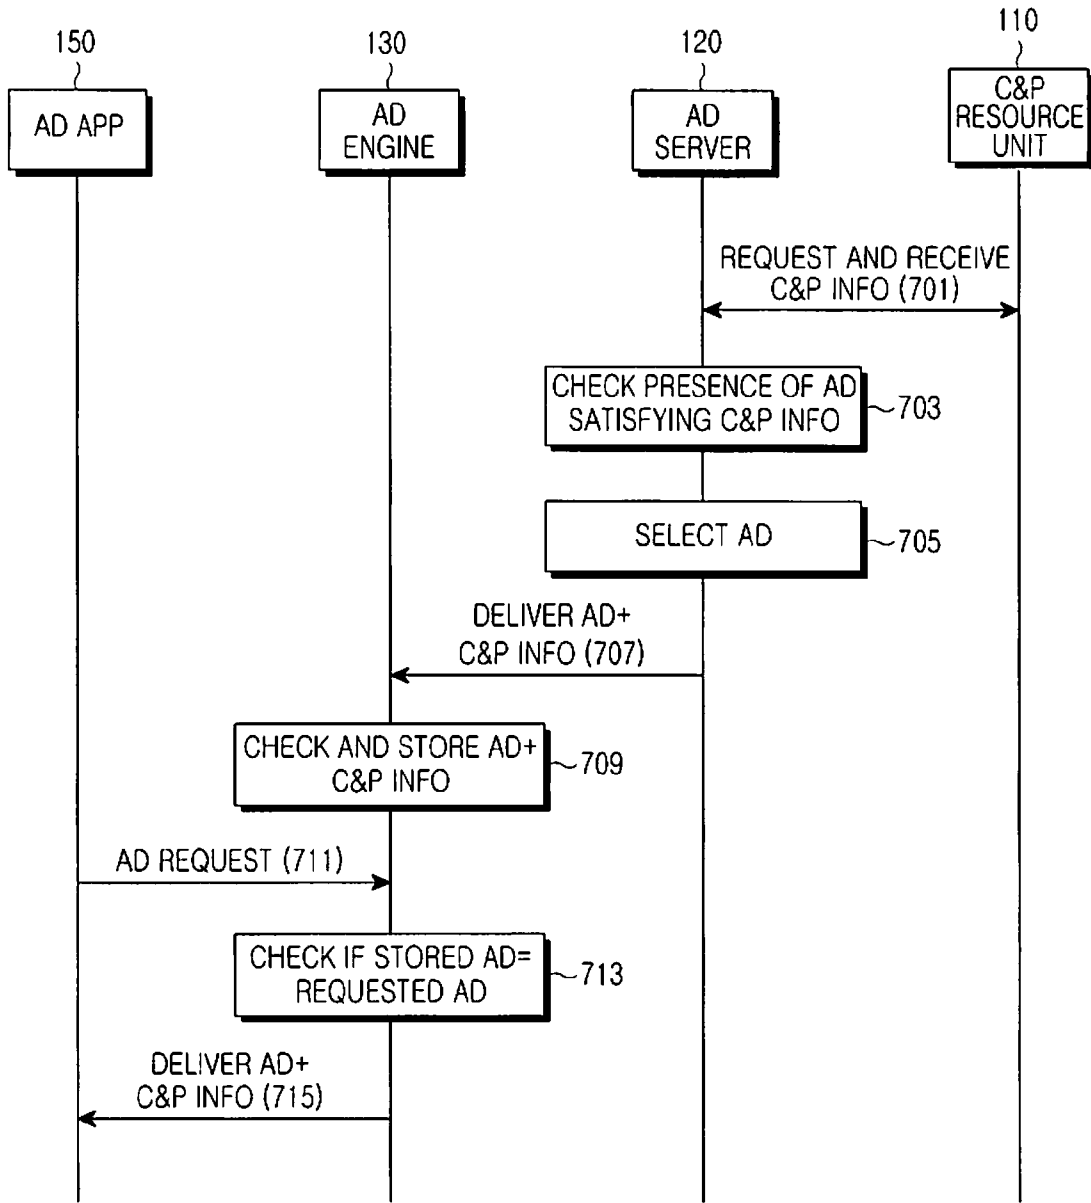 150
130
120
110
AD APP
AD
ENGINE
AD
SERVER
C&P
RESOURCE
UNIT
REQUEST AND RECEIVE
C&P INFO (701)
CHECK PRESENCE OF AD
SATISFYING C&P INFO
703
SELECT AD
705
DELIVER AD+
C&P INFO (707)
CHECK AND STORE AD+
C&P INFO
709
AD REQUEST (711)
CHECK IF STORED AD=
REQUESTED AD
713
DELIVER AD+
C&P INFO (715)